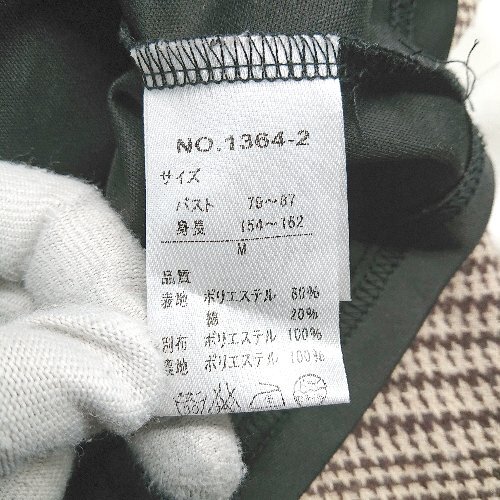 NO.1364-2
サイズ
バスト 79～87
身長 154～162
M
品質
表地 ポリエステル 80%
綿 20%
別布 ポリエステル 100%
裏地 ポリエステル 100%